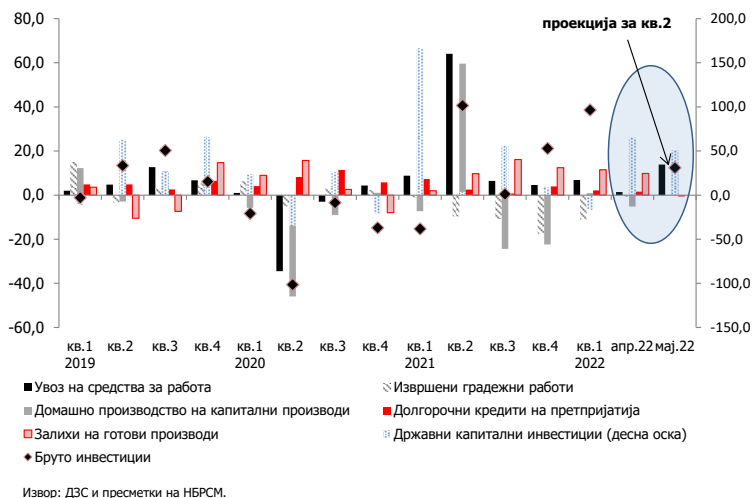 80,0
60,0
40,0
20,0
0,0
-20,0
-40,0
-60,0
200,0
150,0
100,0
50,0
0,0
-50,0
-100,0
-150,0
проекција за кв.2
кв.1 кв.2 кв.3 кв.4 кв.1 кв.2 кв.3 кв.4 кв.1 кв.2 кв.3 кв.4 кв.1 апр.22 мај.22
2019 2020 2021 2022
Увоз на средства за работа
Извршени градежни работи
Домашно производство на капитални производи
Долгорочни кредити на претпријатија
Залихи на готови производи
Државни капитални инвестиции (десна оска)
Бруто инвестиции
Извор: ДЗС и пресметки на НБРСМ.